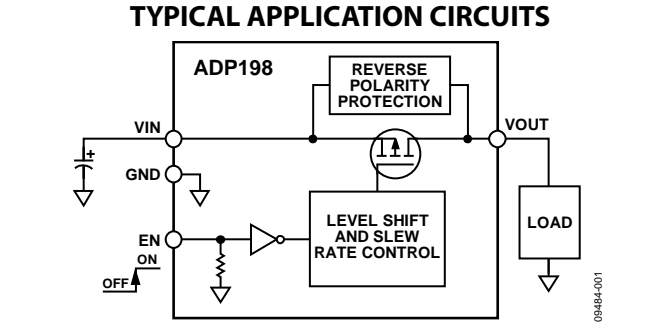 TYPICAL APPLICATION CIRCUITS
ADP198
REVERSE
POLARITY
PROTECTION
VIN
VOUT
+
GND
LEVEL SHIFT
AND SLEW
RATE CONTROL
LOAD
EN
ON
OFF
09484-001